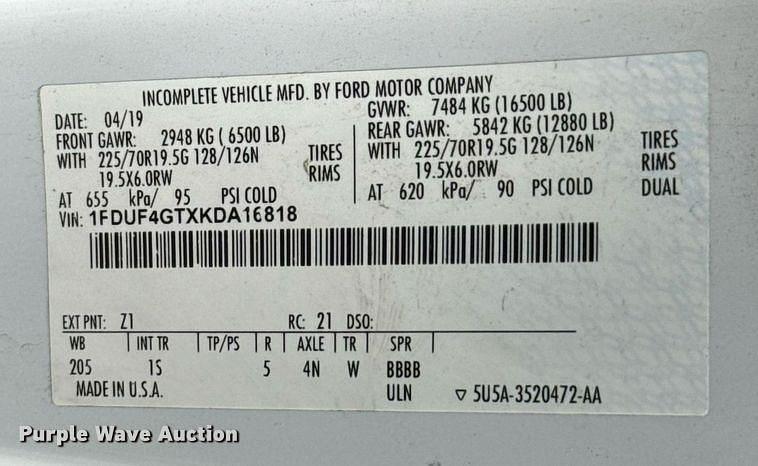 INCOMPLETE VEHICLE MFD. BY FORD MOTOR COMPANY
DATE: 04/19 GVWR: 7484 KG (16500 LB)
FRONT GAWR: 2948 KG ( 6500 LB) REAR GAWR: 5842 KG (12880 LB)
WITH 225/70R19.5G 128/126N TIRES WITH 225/70R19.5G 128/126N TIRES
19.5X6.0RW RIMS 19.5X6.0RW RIMS
AT 655 kPa/ 95 PSI COLD AT 620 kPa/ 90 PSI COLD DUAL
VIN: 1FDUF4GTXKDA16818
EXT PNT: Z1 RC: 21 DSO:
WB INT TR TP/PS R AXLE TR SPR
205 1S 5 4N W BBBB
MADE IN U.S.A. ULN ▽ 5U5A-3520472-AA
Purple Wave Auction